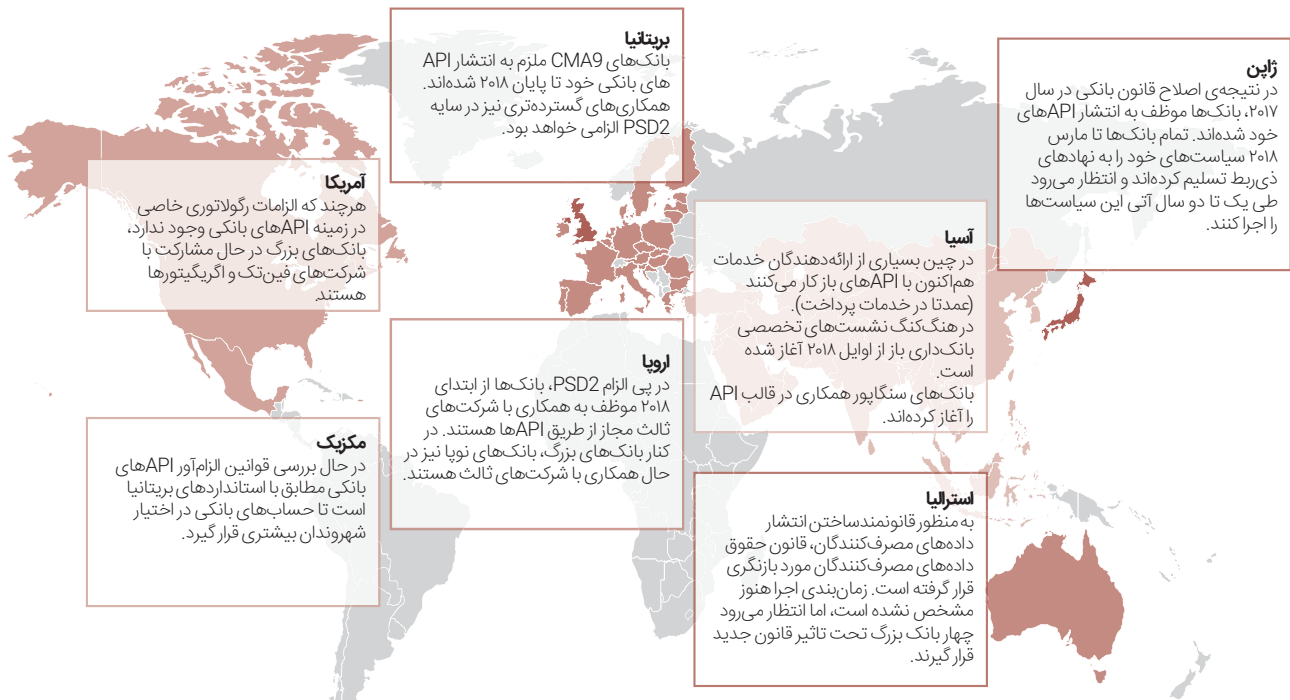 بریتانیا
بانک‌های CMA9 ملزم به انتشار API
های بانکی خود تا پایان ۲۰۱۸ شده‌اند.
همکاری‌های گسترده‌تری نیز در سایه
PSD2 الزامی خواهد بود.
ژاپن
در نتیجه‌ی اصلاح قانون بانکی در سال
۲۰۱۷، بانک‌ها موظف به انتشار APIهای
خود شده‌اند. تمام بانک‌ها تا مارس
۲۰۱۸ سیاست‌های خود را به نهادهای
ذی‌ربط تسلیم کرده‌اند و انتظار می‌رود
طی یک تا دو سال آتی این سیاست‌ها
را اجرا کنند.
آمریکا
هرچند که الزامات رگولاتوری خاصی
در زمینه APIهای بانکی وجود ندارد،
بانک‌های بزرگ در حال مشارکت با
شرکت‌های فین‌تک و اگریگیتورها
هستند.
آسیا
در چین بسیاری از ارائه‌دهندگان خدمات
هم‌اکنون با APIهای باز کار می‌کنند
(عمدتا در خدمات پرداخت).
در هنگ‌کنگ نشست‌های تخصصی
بانک‌داری باز از اوایل ۲۰۱۸ آغاز شده
است.
بانک‌های سنگاپور همکاری در قالب API
را آغاز کرده‌اند.
اروپا
در پی الزام PSD2، بانک‌ها از ابتدای
۲۰۱۸ موظف به همکاری با شرکت‌های
ثالث مجاز از طریق APIها هستند. در
کنار بانک‌های بزرگ، بانک‌های نوپا نیز در
حال همکاری با شرکت‌های ثالث هستند.
مکزیک
در حال بررسی قوانین الزام‌آور APIهای
بانکی مطابق با استانداردهای بریتانیا
است تا حساب‌های بانکی در اختیار
شهروندان بیشتری قرار گیرد.
استرالیا
به منظور قانونمندساختن انتشار
داده‌های مصرف‌کنندگان، قانون حقوق
داده‌های مصرف‌کنندگان مورد بازنگری
قرار گرفته است. زمان‌بندی اجرا هنوز
مشخص نشده است، اما انتظار می‌رود
چهار بانک بزرگ تحت تاثیر قانون جدید
قرار گیرند.